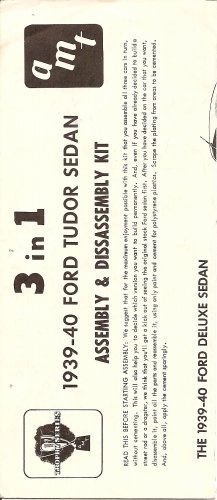 amt
3 in 1
1939-40 FORD TUDOR SEDAN
ASSEMBLY & DISSASSEMBLY KIT
TROPHY SERIES
READ THIS BEFORE STARTING ASSEMBLY: We suggest that for the maximum enjoyment possible with this kit that you assemble all three cars in turn,
without cementing. This will also help you to decide which version you want to build permanently. And, even if you have already decided to build a
street rod or a dragster, we think that you'll get a kick out of seeing the original stock Ford sedan first. After you have decided on the car that you want,
disassemble it, paint all the parts and reassemble it, using only paint and cement for polystyrene plastics. Scrape the plating from areas to be cemented.
And, above all, apply the cement sparingly.
THE 1939-40 FORD DELUXE SEDAN